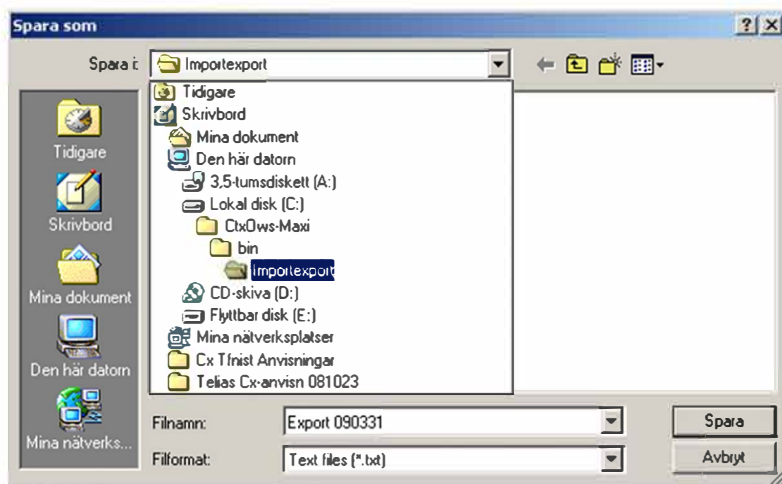 Spara som
Spara i: Importexport
Tidigare
Skrivbord
Mina dokument
Den här datorn
3,5-tumsdiskett (A:)
Lokal disk (C:)
CtxOws-Maxi
bin
Importexport
CD-skiva (D:)
Flyttbar disk (E:)
Mina nätverksplatser
Cx Tfnist Anvisningar
Telias Cx-anvisn 081023
Tidigare
Skrivbord
Mina dokument
Den här datorn
Mina nätverks...
Filnamn: Export 090331 Spara
Filformat: Text files (*.txt) Avbryt